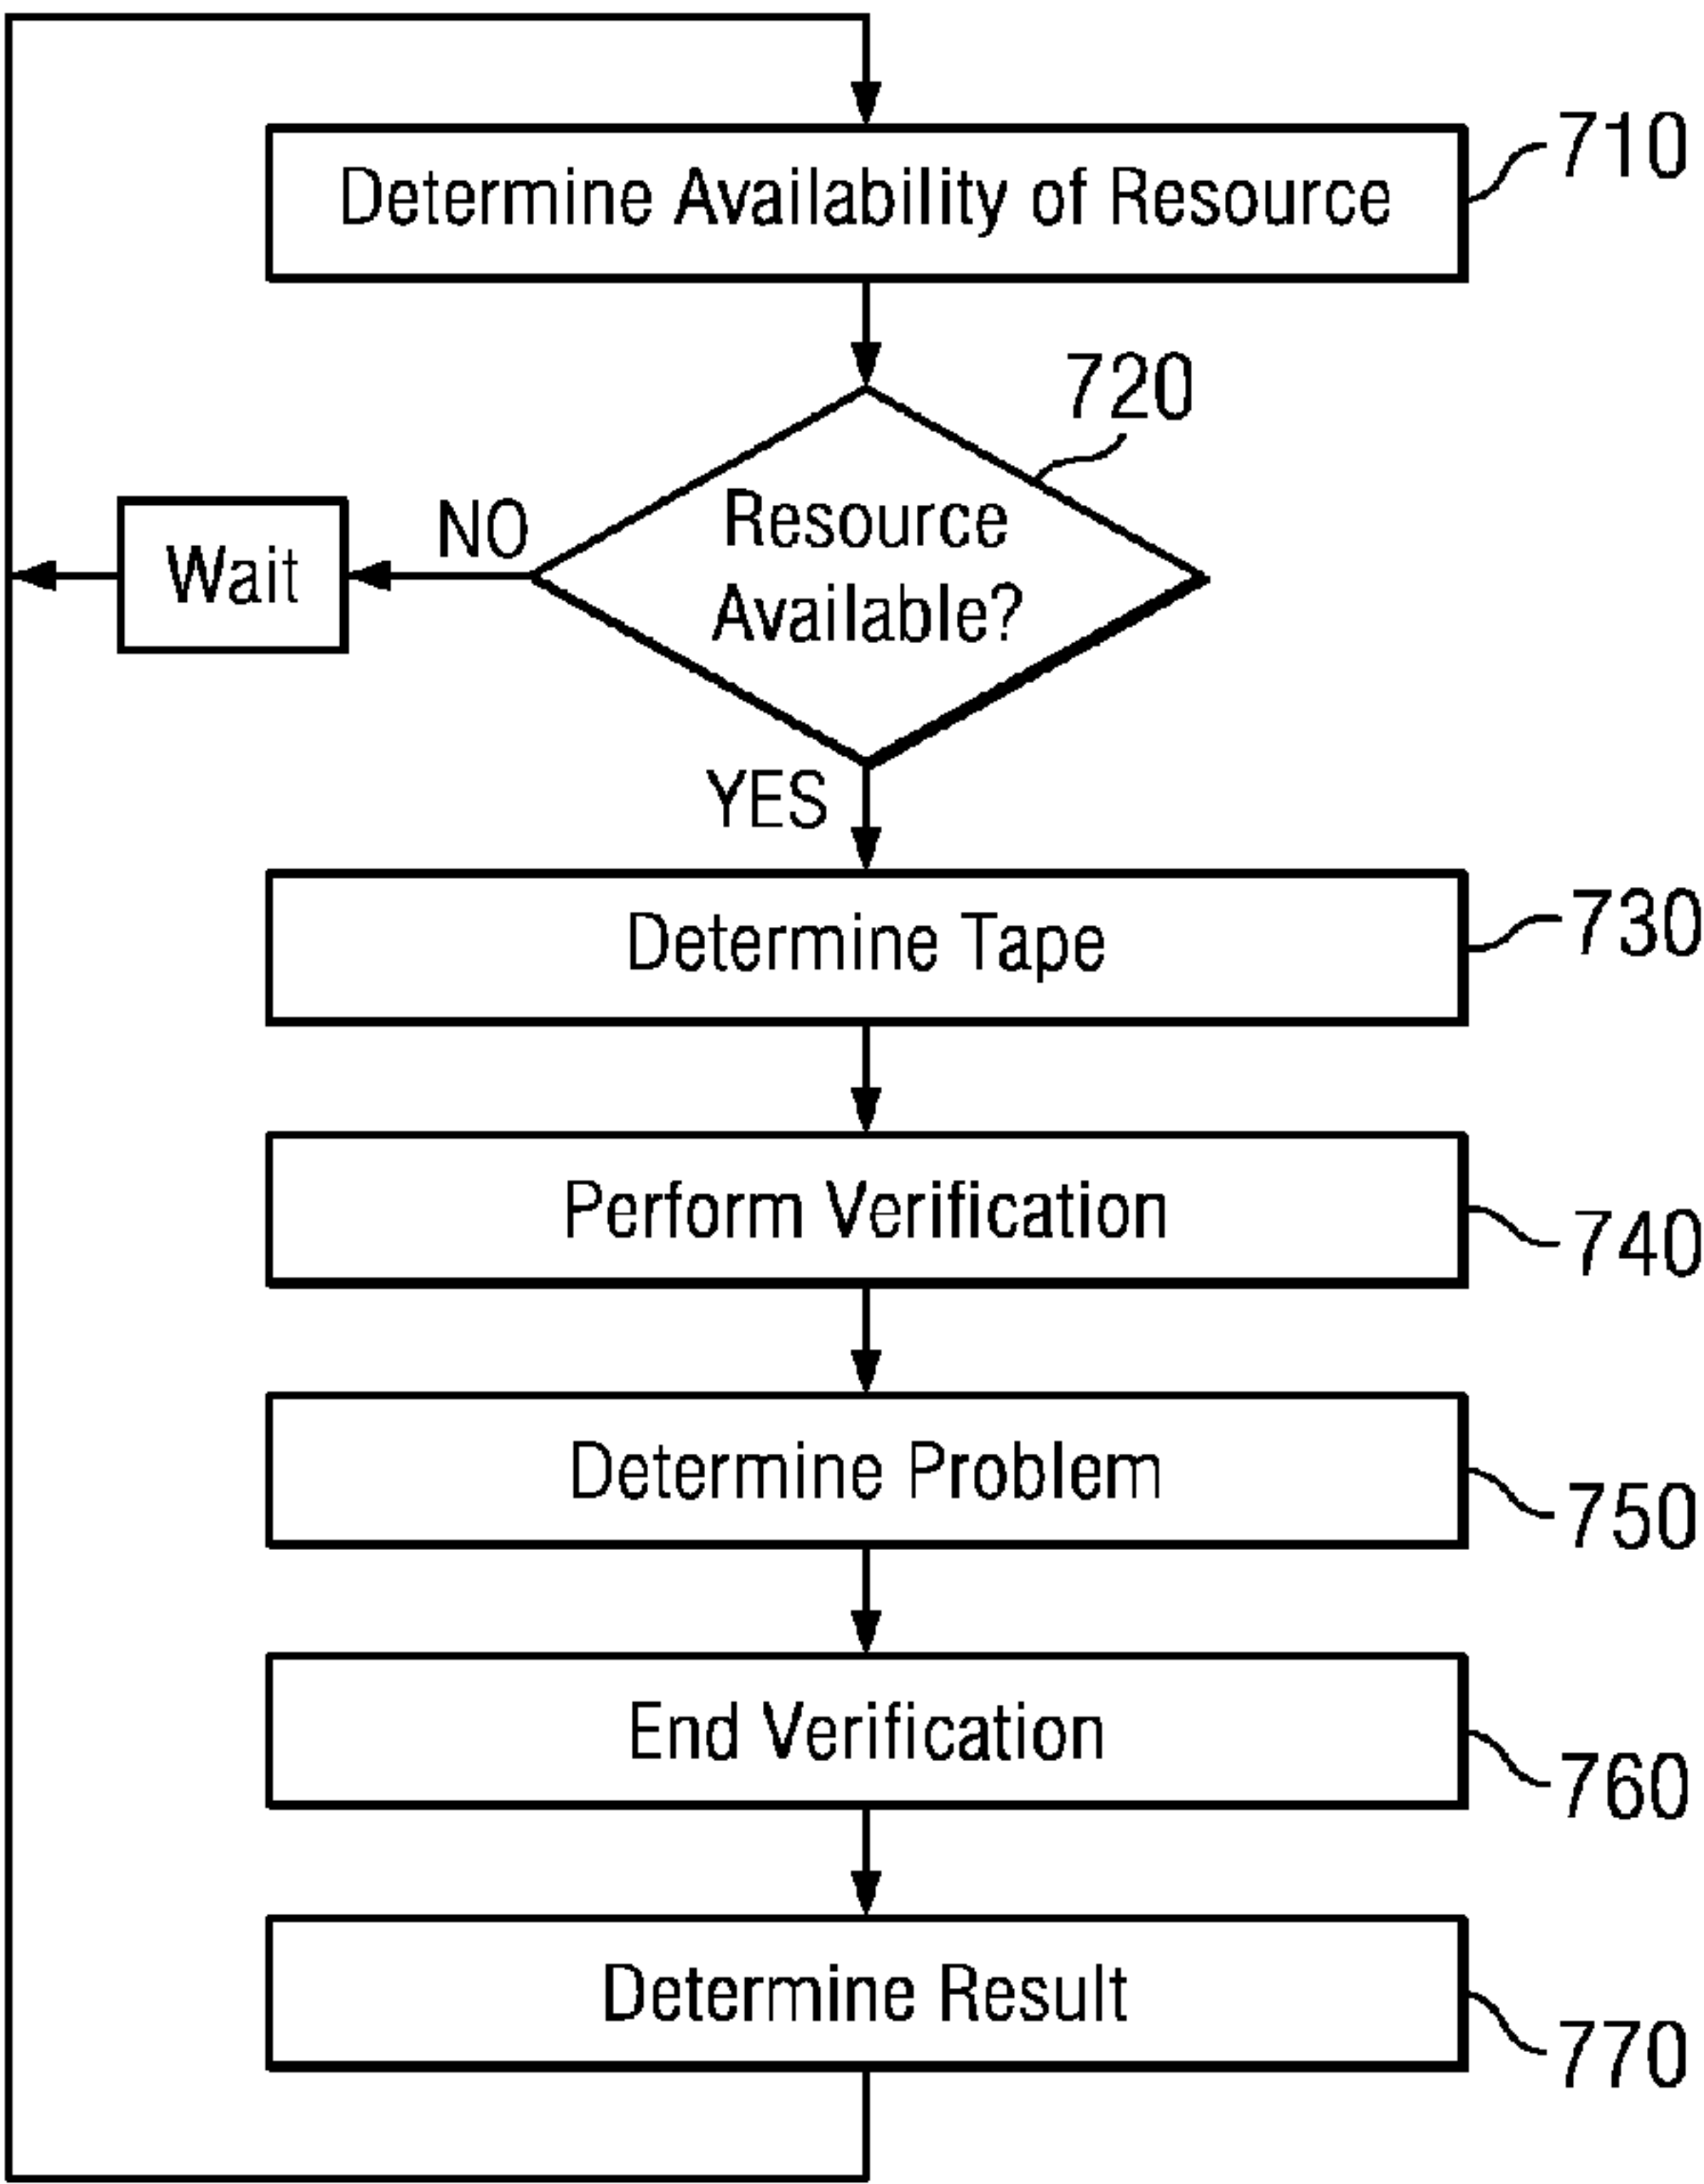 Determine Availability of Resource
710
720
Resource
Available?
NO
Wait
YES
Determine Tape
730
Perform Verification
740
Determine Problem
750
End Verification
760
Determine Result
770